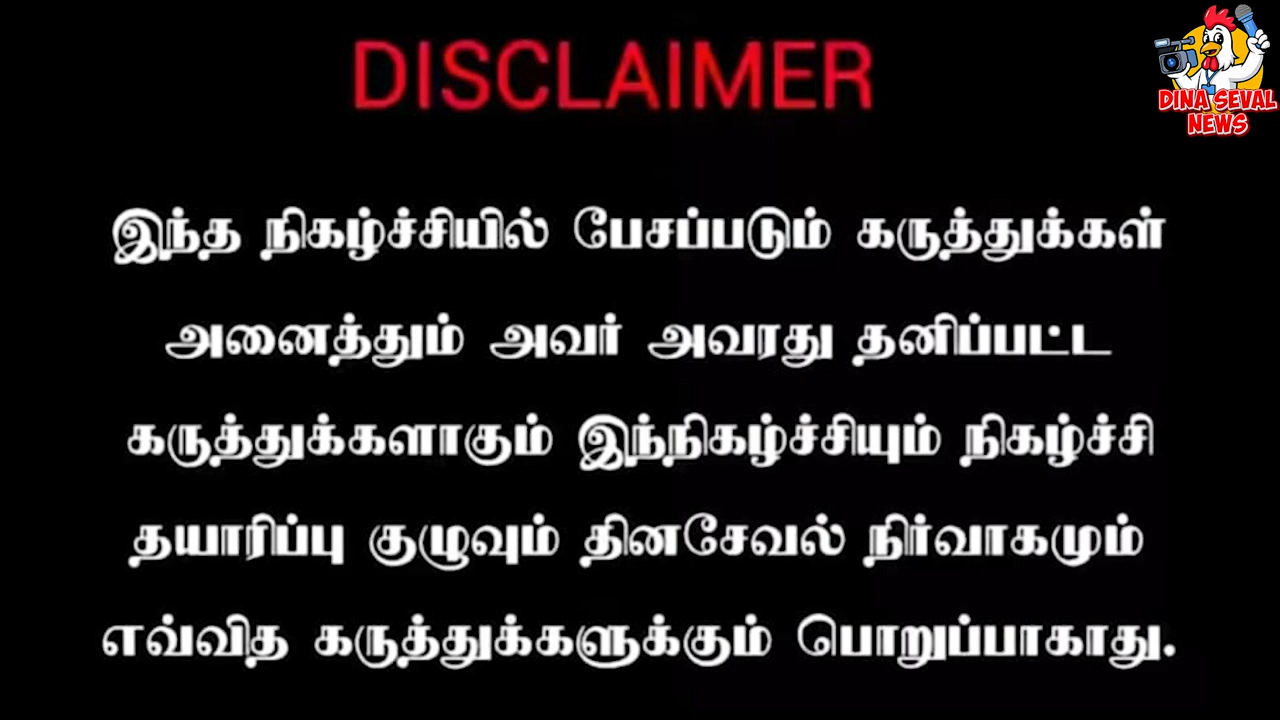 DISCLAIMER
DINA SEVAL
NEWS
இந்த நிகழ்ச்சியில் பேசப்படும் கருத்துக்கள்
அனைத்தும் அவர் அவரது தனிப்பட்ட
கருத்துக்களாகும் இந்நிகழ்ச்சியும் நிகழ்ச்சி
தயாரிப்பு குழுவும் தினசேவல் நிர்வாகமும்
எவ்வித கருத்துக்களுக்கும் பொறுப்பாகாது.